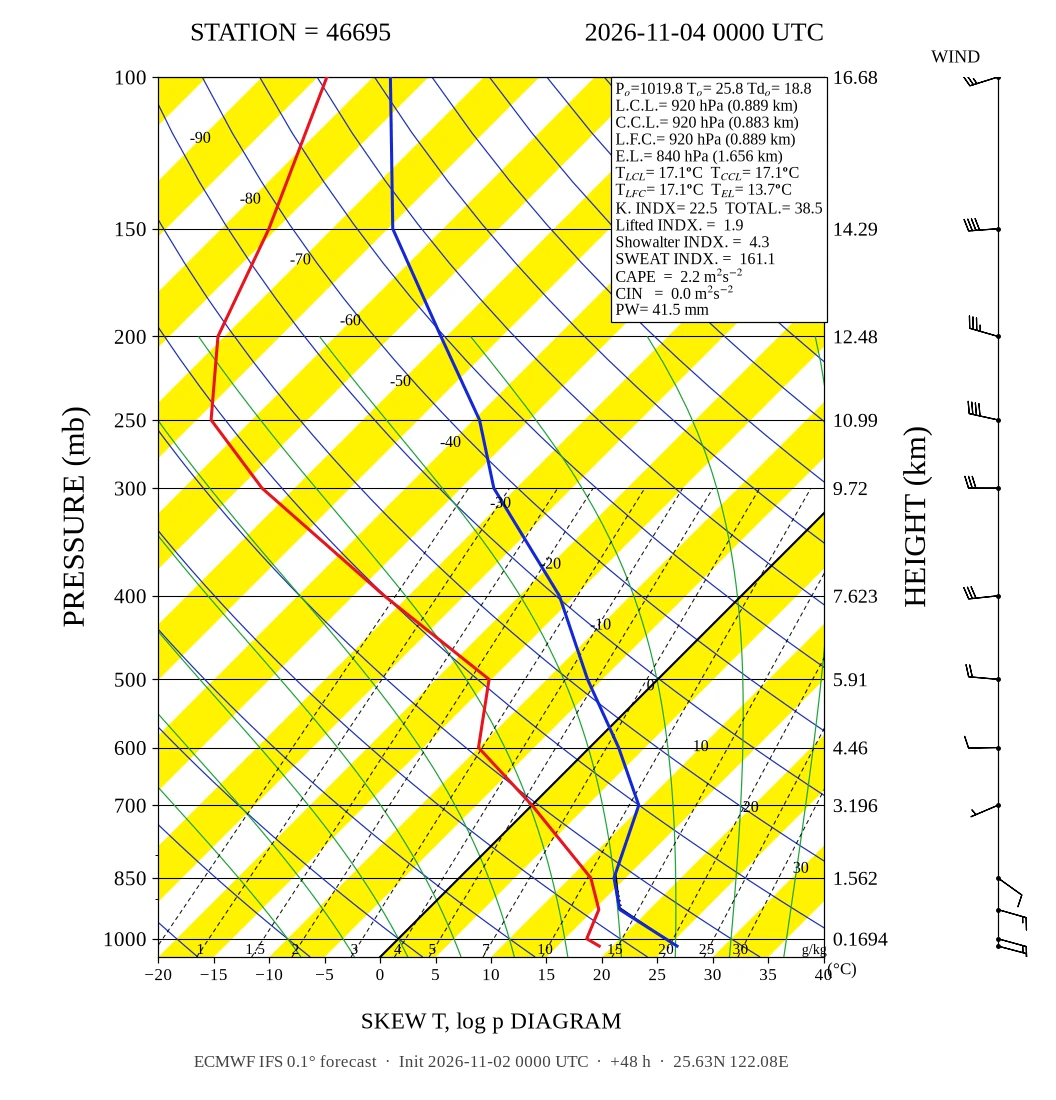 STATION = 46695 2026-11-04 0000 UTC
WIND
100 16.68
Pₒ=1019.8 Tₒ= 25.8 Tdₒ= 18.8
L.C.L.= 920 hPa (0.889 km)
C.C.L.= 920 hPa (0.883 km)
L.F.C.= 920 hPa (0.889 km)
E.L.= 840 hPa (1.656 km)
T_LCL= 17.1°C T_CCL= 17.1°C
T_LFC= 17.1°C T_EL= 13.7°C
K. INDX= 22.5 TOTAL.= 38.5
Lifted INDX. = 1.9
Showalter INDX. = 4.3
SWEAT INDX. = 161.1
CAPE = 2.2 m²s⁻²
CIN = 0.0 m²s⁻²
PW= 41.5 mm
-90
-80
150 14.29
-70
-60
200 12.48
-50
250 10.99
-40
300 9.72
-30
-20
400 7.623
-10
500 5.91
0
600 4.46
10
700 3.196
20
30
850 1.562
1000 0.1694
1 1.5 2 3 4 5 7 10 15 20 25 30 g/kg
−20 −15 −10 −5 0 5 10 15 20 25 30 35 40 (°C)
PRESSURE (mb)
HEIGHT (km)
SKEW T, log p DIAGRAM
ECMWF IFS 0.1° forecast · Init 2026-11-02 0000 UTC · +48 h · 25.63N 122.08E